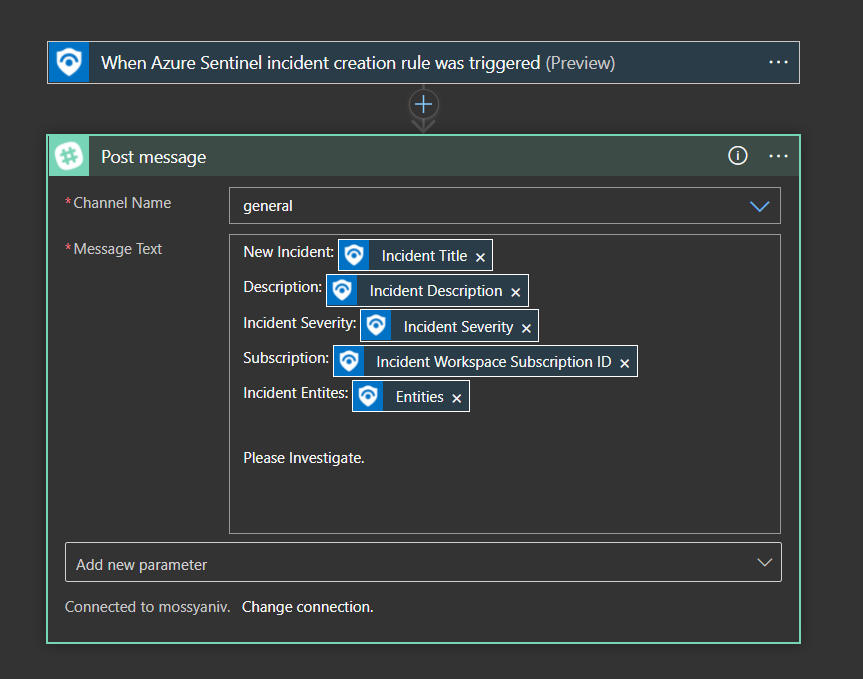 When Azure Sentinel incident creation rule was triggered (Preview)
Post message
*Channel Name
general
*Message Text
New Incident: Incident Title ×
Description: Incident Description ×
Incident Severity: Incident Severity ×
Subscription: Incident Workspace Subscription ID ×
Incident Entites: Entities ×
Please Investigate.
Add new parameter
Connected to mossyaniv. Change connection.